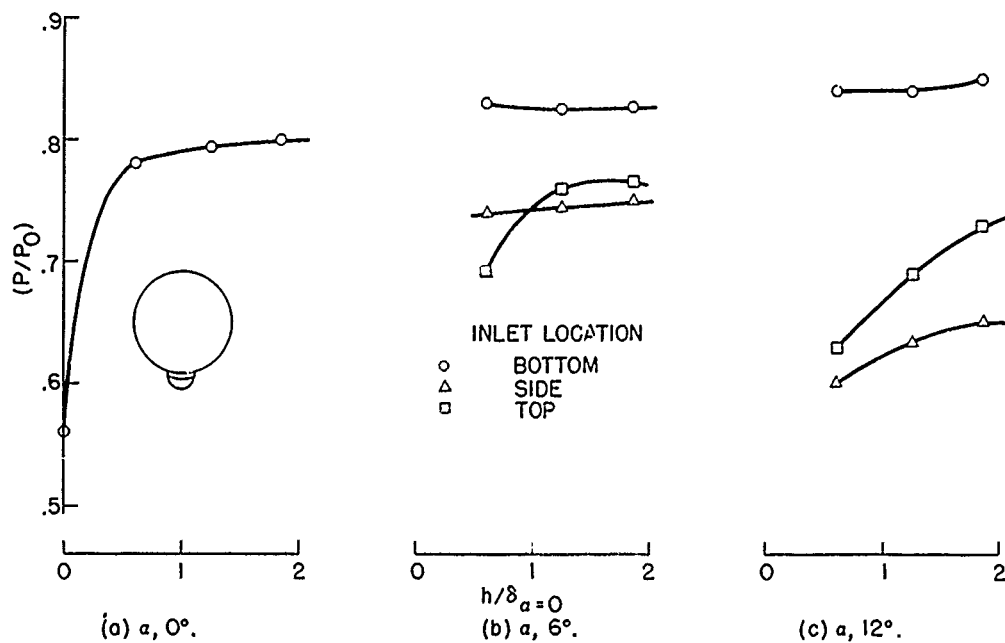 .9
.8
.7
.6
.5
(P/P0)
INLET LOCATION
BOTTOM
SIDE
TOP
0 1 2
0 1 2
0 1 2
h/δα=0
(a) α, 0°.
(b) α, 6°.
(c) α, 12°.